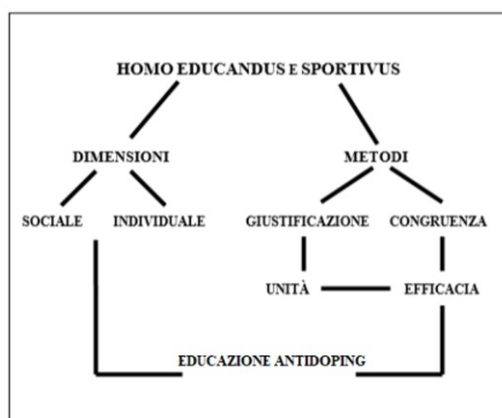 HOMO EDUCANDUS E SPORTIVUS
DIMENSIONI METODI
SOCIALE INDIVIDUALE GIUSTIFICAZIONE CONGRUENZA
UNITÀ EFFICACIA
EDUCAZIONE ANTIDOPING